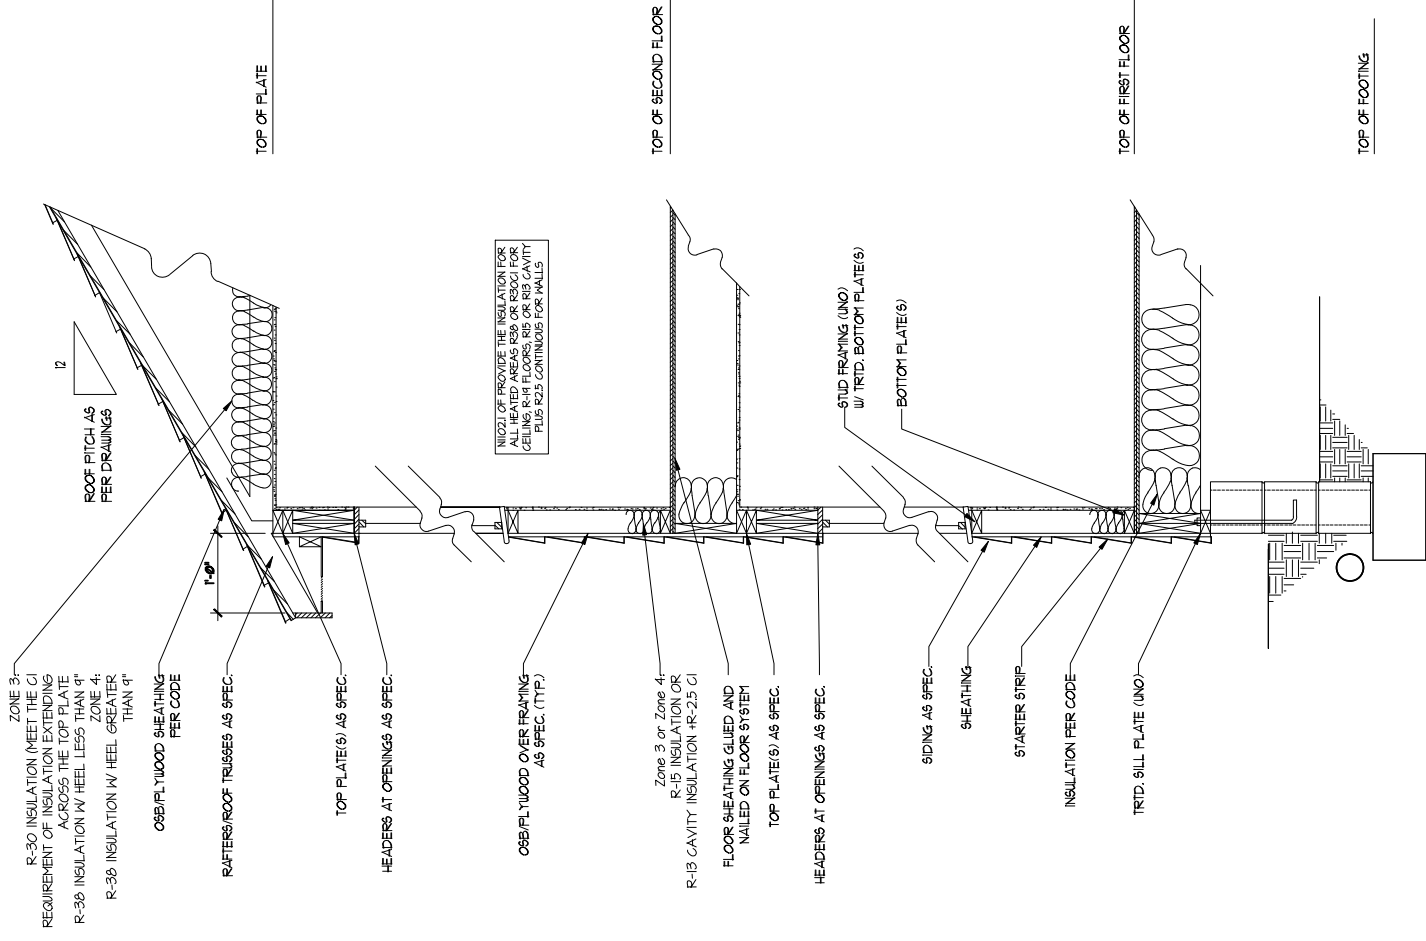 TOP OF PLATE
TOP OF SECOND FLOOR
TOP OF FIRST FLOOR
TOP OF FOOTING
12
ROOF PITCH AS
PER DRAWINGS
N1102.1 OF PROVIDE THE INSULATION FOR
ALL HEATED AREAS R38 OR R30CI FOR
CEILING, R-19 FLOORS, R15 OR R13 CAVITY
PLUS R2.5 CONTINUOUS FOR WALLS
STUD FRAMING (UNO)
W/ TRTD. BOTTOM PLATE(S)
BOTTOM PLATE(S)
1'-0"
ZONE 3:
R-30 INSULATION (MEET THE CI
REQUIREMENT OF INSULATION EXTENDING
ACROSS THE TOP PLATE
R-38 INSULATION W/ HEEL LESS THAN 9"
ZONE 4:
R-38 INSULATION W/ HEEL GREATER
THAN 9"
OSB/PLYWOOD SHEATHING
PER CODE
RAFTERS/ROOF TRUSSES AS SPEC.
TOP PLATE(S) AS SPEC.
HEADERS AT OPENINGS AS SPEC.
OSB/PLYWOOD OVER FRAMING
AS SPEC. (TYP.)
Zone 3 or Zone 4:
R-15 INSULATION OR
R-13 CAVITY INSULATION +R-2.5 CI
FLOOR SHEATHING GLUED AND
NAILED ON FLOOR SYSTEM
TOP PLATE(S) AS SPEC.
HEADERS AT OPENINGS AS SPEC.
SIDING AS SPEC.
SHEATHING
STARTER STRIP
INSULATION PER CODE
TRTD. SILL PLATE (UNO)